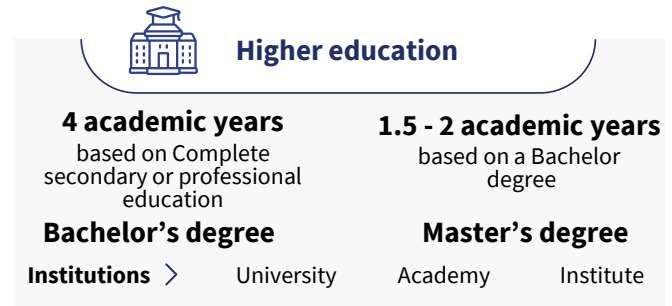 Higher education
4 academic years
based on Complete
secondary or professional
education
Bachelor's degree
1.5 - 2 academic years
based on a Bachelor
degree
Master's degree
Institutions > University Academy Institute